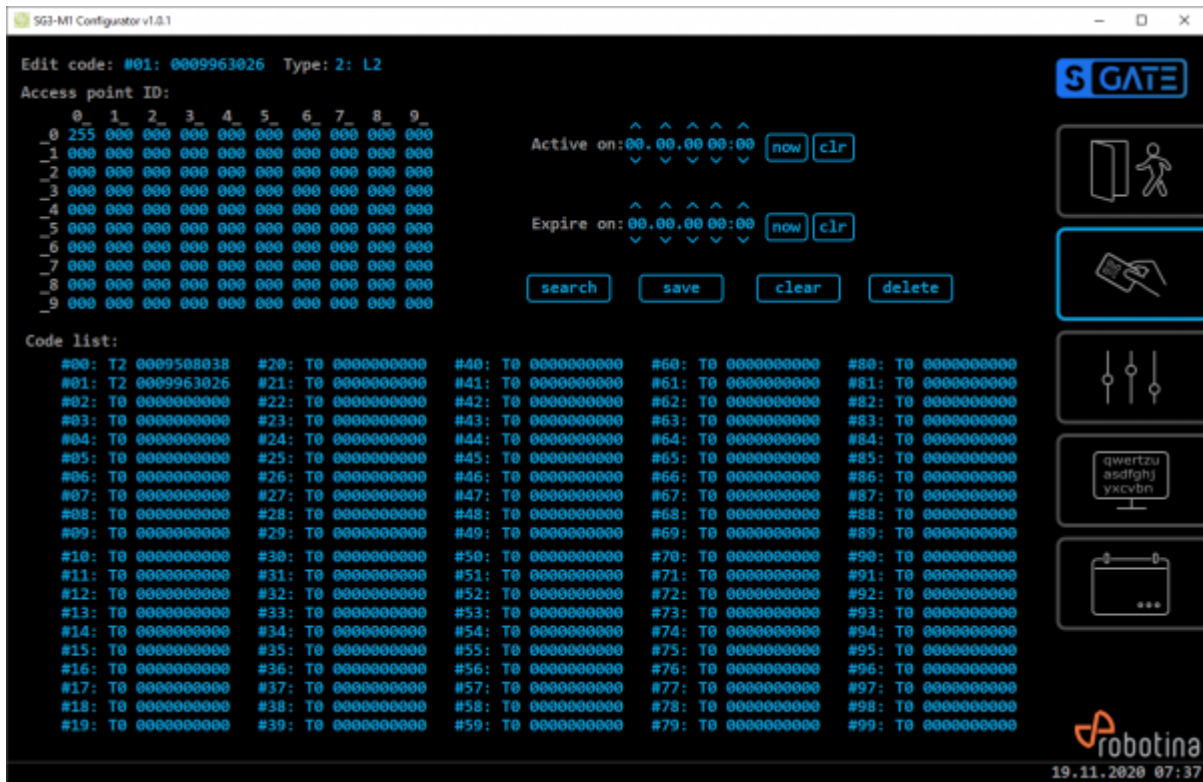 SG3-M1 Configurator v1.0.1
Edit code: #01: 0009963026 Type: 2: L2
Access point ID:
0_ 1_ 2_ 3_ 4_ 5_ 6_ 7_ 8_ 9_
_0 255 000 000 000 000 000 000 000 000 000
_1 000 000 000 000 000 000 000 000 000 000
_2 000 000 000 000 000 000 000 000 000 000
_3 000 000 000 000 000 000 000 000 000 000
_4 000 000 000 000 000 000 000 000 000 000
_5 000 000 000 000 000 000 000 000 000 000
_6 000 000 000 000 000 000 000 000 000 000
_7 000 000 000 000 000 000 000 000 000 000
_8 000 000 000 000 000 000 000 000 000 000
_9 000 000 000 000 000 000 000 000 000 000
Active on: 00.00.00 00:00 now clr
Expire on: 00.00.00 00:00 now clr
search save clear delete
Code list:
#00: T2 0009508038 #20: T0 0000000000 #40: T0 0000000000 #60: T0 0000000000 #80: T0 0000000000
#01: T2 0009963026 #21: T0 0000000000 #41: T0 0000000000 #61: T0 0000000000 #81: T0 0000000000
#02: T0 0000000000 #22: T0 0000000000 #42: T0 0000000000 #62: T0 0000000000 #82: T0 0000000000
#03: T0 0000000000 #23: T0 0000000000 #43: T0 0000000000 #63: T0 0000000000 #83: T0 0000000000
#04: T0 0000000000 #24: T0 0000000000 #44: T0 0000000000 #64: T0 0000000000 #84: T0 0000000000
#05: T0 0000000000 #25: T0 0000000000 #45: T0 0000000000 #65: T0 0000000000 #85: T0 0000000000
#06: T0 0000000000 #26: T0 0000000000 #46: T0 0000000000 #66: T0 0000000000 #86: T0 0000000000
#07: T0 0000000000 #27: T0 0000000000 #47: T0 0000000000 #67: T0 0000000000 #87: T0 0000000000
#08: T0 0000000000 #28: T0 0000000000 #48: T0 0000000000 #68: T0 0000000000 #88: T0 0000000000
#09: T0 0000000000 #29: T0 0000000000 #49: T0 0000000000 #69: T0 0000000000 #89: T0 0000000000
#10: T0 0000000000 #30: T0 0000000000 #50: T0 0000000000 #70: T0 0000000000 #90: T0 0000000000
#11: T0 0000000000 #31: T0 0000000000 #51: T0 0000000000 #71: T0 0000000000 #91: T0 0000000000
#12: T0 0000000000 #32: T0 0000000000 #52: T0 0000000000 #72: T0 0000000000 #92: T0 0000000000
#13: T0 0000000000 #33: T0 0000000000 #53: T0 0000000000 #73: T0 0000000000 #93: T0 0000000000
#14: T0 0000000000 #34: T0 0000000000 #54: T0 0000000000 #74: T0 0000000000 #94: T0 0000000000
#15: T0 0000000000 #35: T0 0000000000 #55: T0 0000000000 #75: T0 0000000000 #95: T0 0000000000
#16: T0 0000000000 #36: T0 0000000000 #56: T0 0000000000 #76: T0 0000000000 #96: T0 0000000000
#17: T0 0000000000 #37: T0 0000000000 #57: T0 0000000000 #77: T0 0000000000 #97: T0 0000000000
#18: T0 0000000000 #38: T0 0000000000 #58: T0 0000000000 #78: T0 0000000000 #98: T0 0000000000
#19: T0 0000000000 #39: T0 0000000000 #59: T0 0000000000 #79: T0 0000000000 #99: T0 0000000000
S GATE
qwertzu
asdfghj
yxcvbn
robotina
19.11.2020 07:37